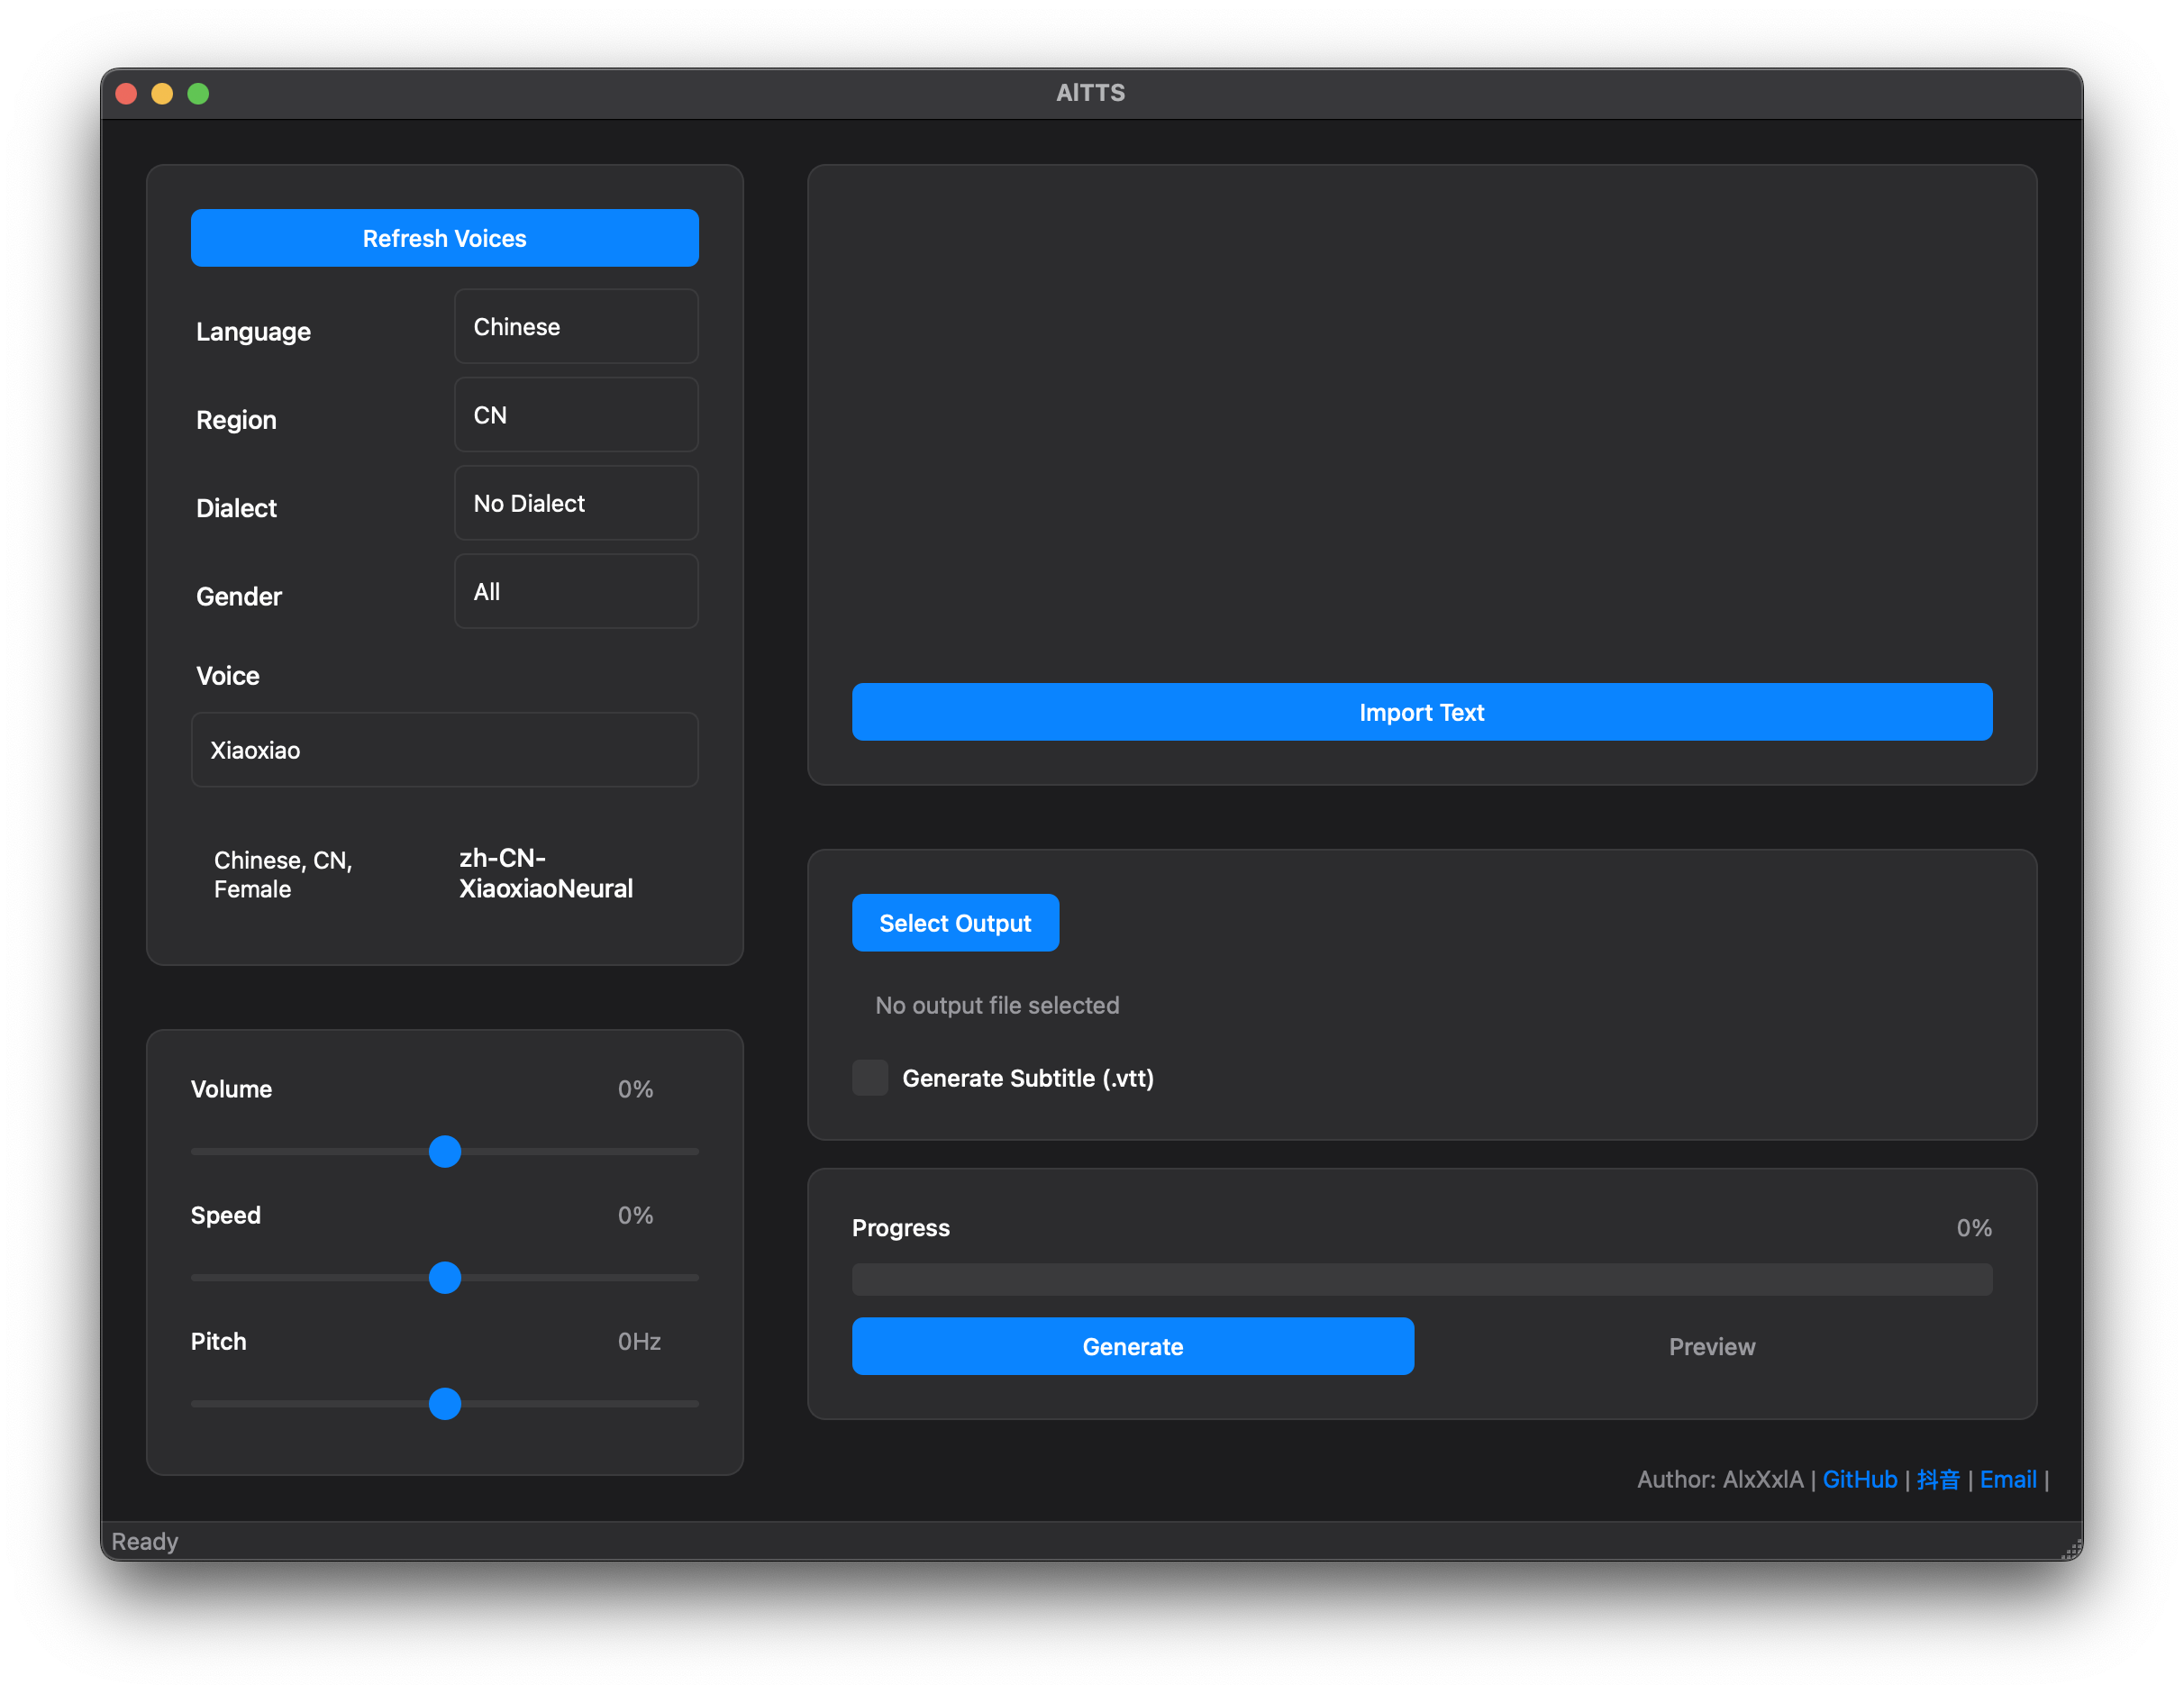 AlTTS
Refresh Voices
Language
Chinese
Region
CN
Dialect
No Dialect
Gender
All
Voice
Xiaoxiao
Chinese, CN,
Female
zh-CN-
XiaoxiaoNeural
Volume
0%
Speed
0%
Pitch
0Hz
Import Text
Select Output
No output file selected
Generate Subtitle (.vtt)
Progress
0%
Generate
Preview
Author: AlxXxlA | GitHub | 抖音 | Email |
Ready